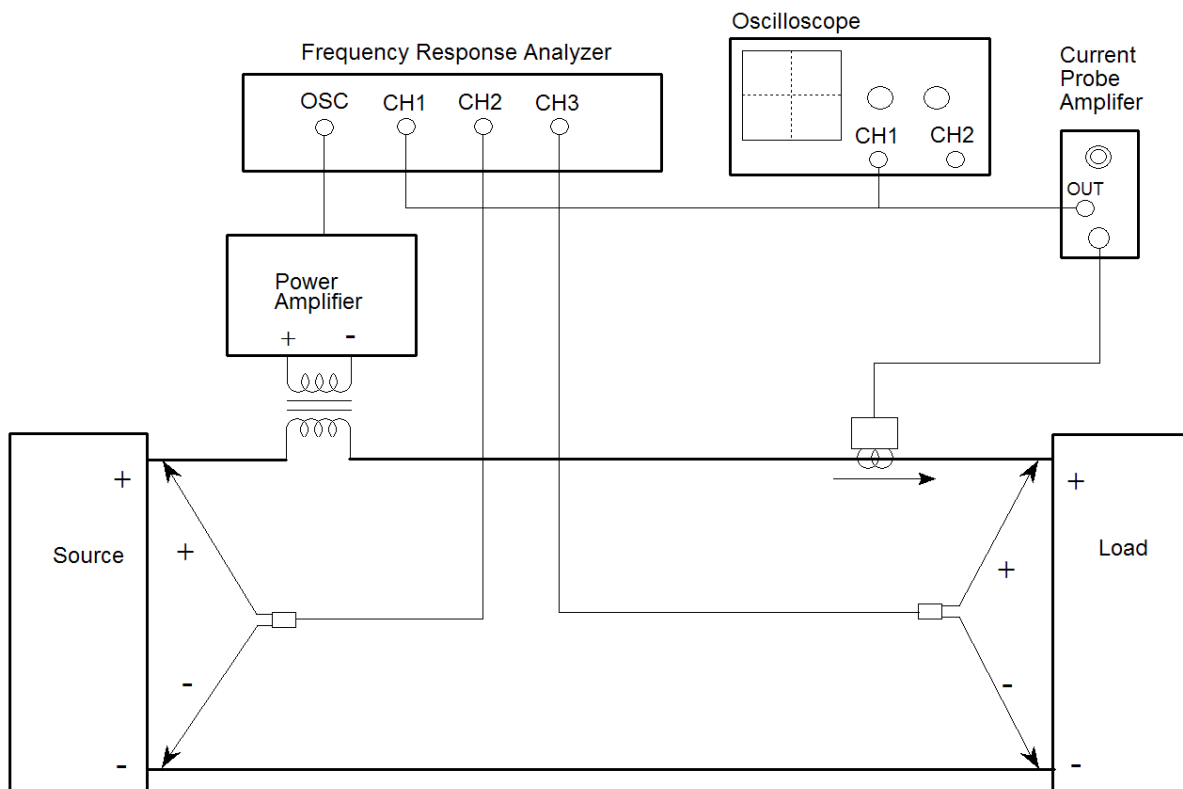 Oscilloscope
Frequency Response Analyzer
Current
Probe
Amplifer
OSC CH1 CH2 CH3
CH1 CH2
OUT
Power
Amplifier
+ -
+ +
Source Load
+ +
- -
- -